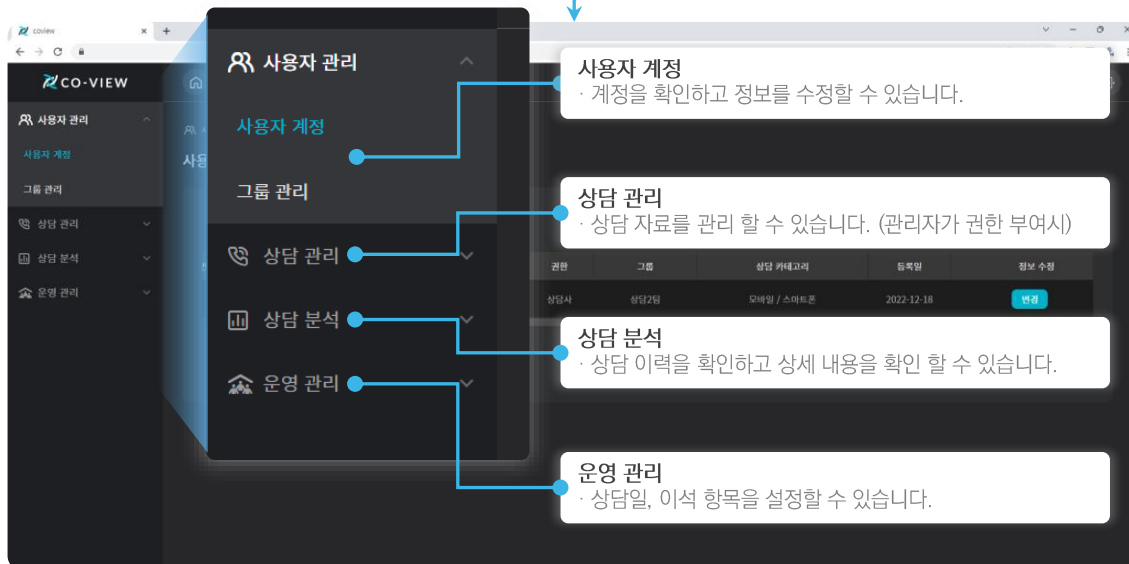 coview
CO-VIEW
사용자 관리
사용자 계정
그룹 관리
상담 관리
상담 분석
운영 관리
사용자 관리
사용자 계정
그룹 관리
상담 관리
상담 분석
운영 관리
사용자 계정
· 계정을 확인하고 정보를 수정할 수 있습니다.
상담 관리
· 상담 자료를 관리 할 수 있습니다. (관리자가 권한 부여시)
권한 그룹 상담 카테고리 등록일 정보 수정
상담사 상담2팀 모바일 / 스마트폰 2022-12-18 변경
상담 분석
· 상담 이력을 확인하고 상세 내용을 확인 할 수 있습니다.
운영 관리
· 상담일, 이석 항목을 설정할 수 있습니다.